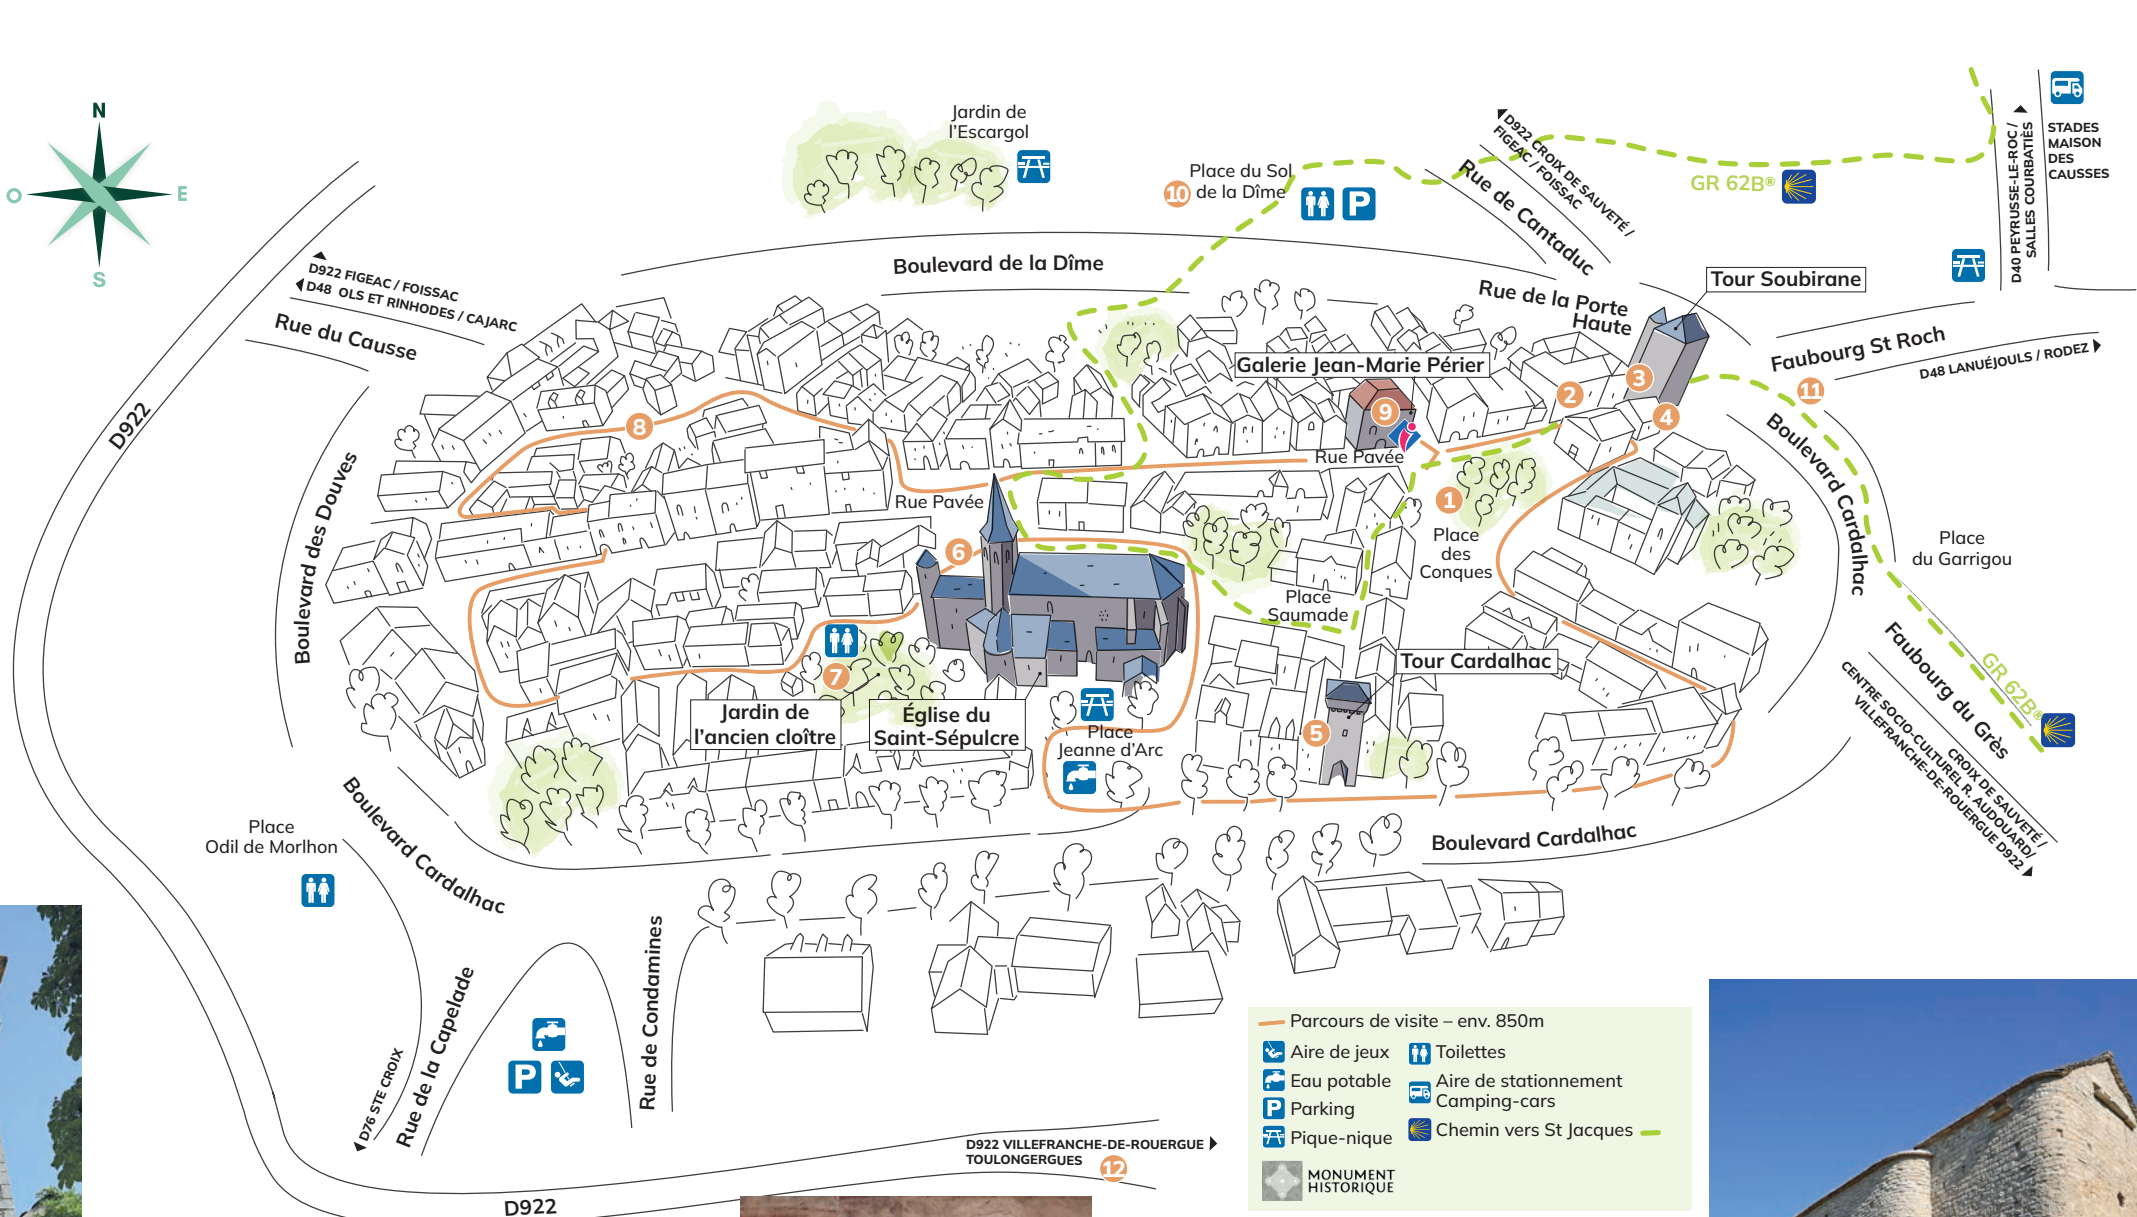 N
O
E
S
Jardin de
l'Escargol
Place du Sol
de la Dîme
10
D922 CROIX DE SAUVETÉ /
FIGEAC / FOISSAC
Rue de Cantaduc
GR 62B®
D40 PEYRUSSE-LE-ROC /
SALLES COURBATIÈS
STADES
MAISON
DES
CAUSSES
D922 FIGEAC / FOISSAC
D48 OLS ET RINHODES / CAJARC
Rue du Causse
Boulevard de la Dîme
Rue de la Porte
Haute
Tour Soubirane
Faubourg St Roch
D48 LANUÉJOULS / RODEZ
11
D922
Galerie Jean-Marie Périer
9
2
3
4
8
Boulevard Cardalhac
Boulevard des Douves
Rue Pavée
Rue Pavée
1
Place
des
Conques
Place
du Garrigou
6
Place
Saumade
7
Jardin de
l'ancien cloître
Église du
Saint-Sépulcre
Place
Jeanne d'Arc
Tour Cardalhac
5
Faubourg du Grès
GR 62B®
CROIX DE SAUVETÉ /
CENTRE SOCIO-CULTUREL R. AUDOUARD/
VILLEFRANCHE-DE-ROUERGUE D922
Place
Odil de Morlhon
Boulevard Cardalhac
Boulevard Cardalhac
D76 STE CROIX
Rue de la Capelade
P
P
Rue de Condamines
D922 VILLEFRANCHE-DE-ROUERGUE
TOULONGERGUES
12
D922
Parcours de visite – env. 850m
Aire de jeux
Toilettes
Eau potable
Aire de stationnement
Camping-cars
P Parking
Pique-nique
Chemin vers St Jacques
MONUMENT
HISTORIQUE